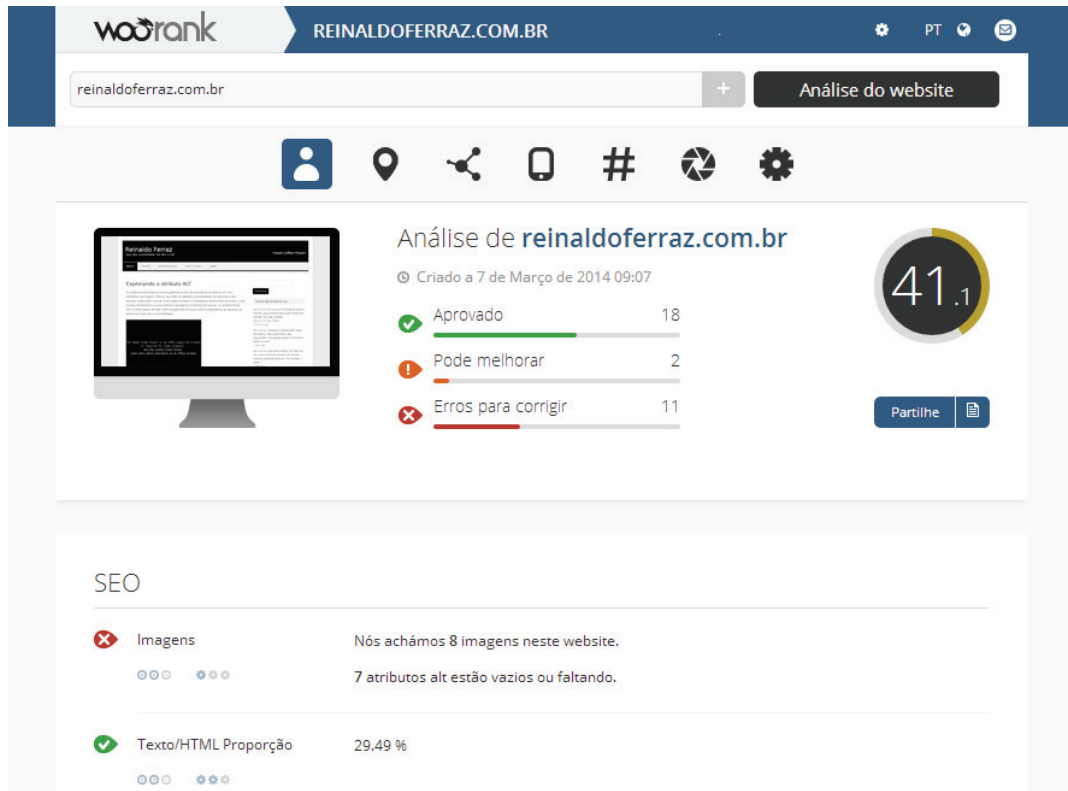 woorank
REINALDOFERRAZ.COM.BR
PT
reinaldoferraz.com.br
+
Análise do website
#
Reinaldo Ferraz
Explorando o atributo ALT
Análise de reinaldoferraz.com.br
Criado a 7 de Março de 2014 09:07
41.1
Aprovado 18
Pode melhorar 2
Erros para corrigir 11
Partilhe
SEO
Imagens
Nós achámos 8 imagens neste website.
7 atributos alt estão vazios ou faltando.
Texto/HTML Proporção
29.49 %